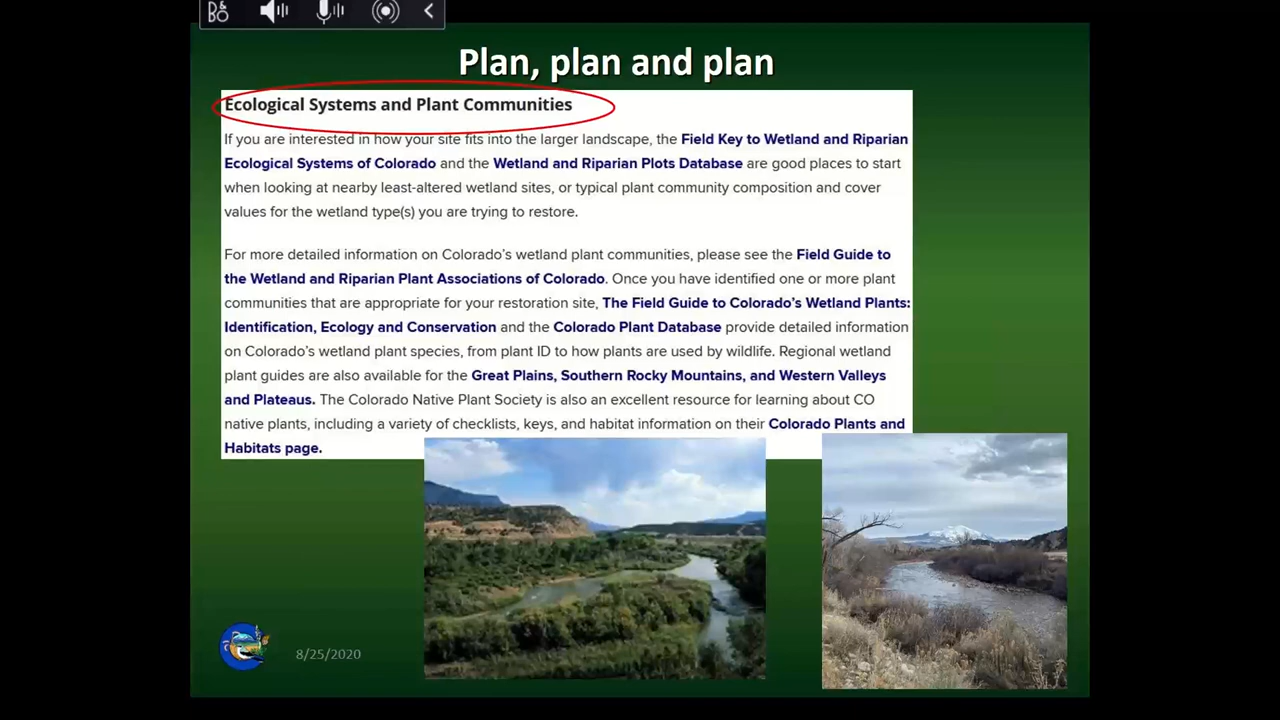 Plan, plan and plan
Ecological Systems and Plant Communities
If you are interested in how your site fits into the larger landscape, the Field Key to Wetland and Riparian
Ecological Systems of Colorado and the Wetland and Riparian Plots Database are good places to start
when looking at nearby least-altered wetland sites, or typical plant community composition and cover
values for the wetland type(s) you are trying to restore.
For more detailed information on Colorado’s wetland plant communities, please see the Field Guide to
the Wetland and Riparian Plant Associations of Colorado. Once you have identified one or more plant
communities that are appropriate for your restoration site, The Field Guide to Colorado’s Wetland Plants:
Identification, Ecology and Conservation and the Colorado Plant Database provide detailed information
on Colorado’s wetland plant species, from plant ID to how plants are used by wildlife. Regional wetland
plant guides are also available for the Great Plains, Southern Rocky Mountains, and Western Valleys
and Plateaus. The Colorado Native Plant Society is also an excellent resource for learning about CO
native plants, including a variety of checklists, keys, and habitat information on their Colorado Plants and
Habitats page.
8/25/2020